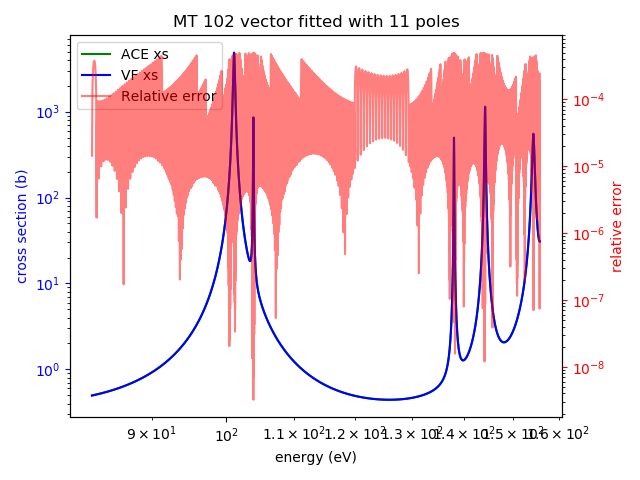 MT 102 vector fitted with 11 poles
ACE xs
VF xs
Relative error
10³
10²
10¹
10⁰
cross section (b)
10⁻⁴
10⁻⁵
10⁻⁶
10⁻⁷
10⁻⁸
relative error
9 × 10¹
10²
1.1 × 10²
1.2 × 10²
1.3 × 10²
1.4 × 10²
1.5 × 10²
1.6 × 10²
energy (eV)